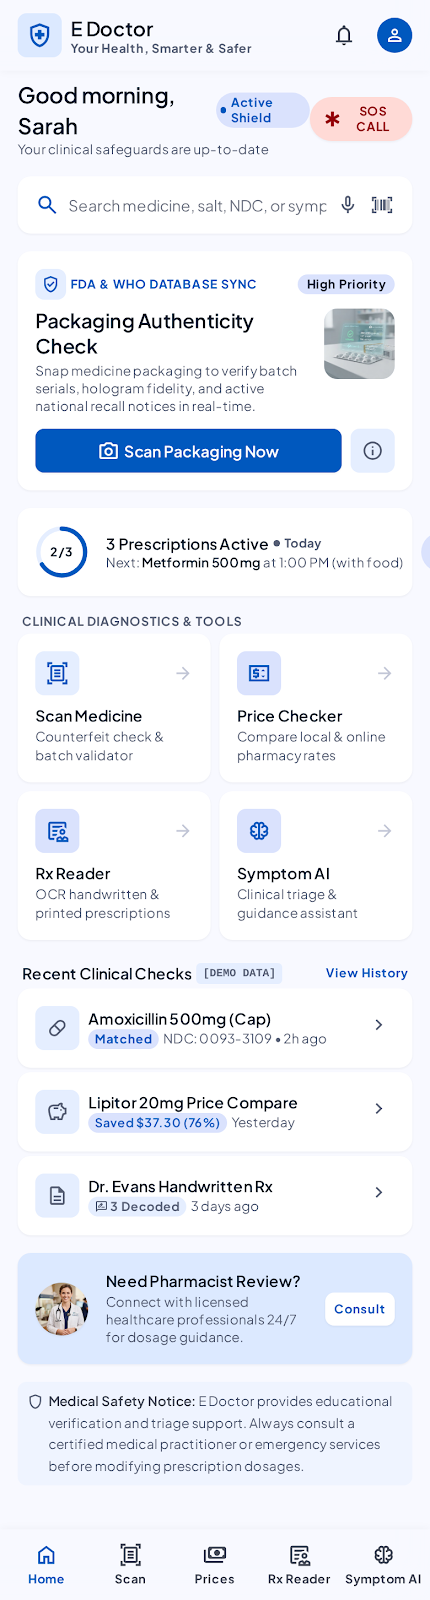 E Doctor
Your Health, Smarter & Safer
Good morning,
Sarah
Active
Shield
SOS
CALL
Your clinical safeguards are up-to-date
Search medicine, salt, NDC, or symp
FDA & WHO DATABASE SYNC
High Priority
Packaging Authenticity
Check
Snap medicine packaging to verify batch
serials, hologram fidelity, and active
national recall notices in real-time.
Scan Packaging Now
2/3
3 Prescriptions Active • Today
Next: Metformin 500mg at 1:00 PM (with food)
CLINICAL DIAGNOSTICS & TOOLS
Scan Medicine
Counterfeit check &
batch validator
Price Checker
Compare local & online
pharmacy rates
Rx Reader
OCR handwritten &
printed prescriptions
Symptom AI
Clinical triage &
guidance assistant
Recent Clinical Checks [DEMO DATA]
View History
Amoxicillin 500mg (Cap)
Matched NDC: 0093-3109 • 2h ago
Lipitor 20mg Price Compare
Saved $37.30 (76%) Yesterday
Dr. Evans Handwritten Rx
3 Decoded 3 days ago
Need Pharmacist Review?
Connect with licensed
healthcare professionals 24/7
for dosage guidance.
Consult
Medical Safety Notice: E Doctor provides educational
verification and triage support. Always consult a
certified medical practitioner or emergency services
before modifying prescription dosages.
Home
Scan
Prices
Rx Reader
Symptom AI